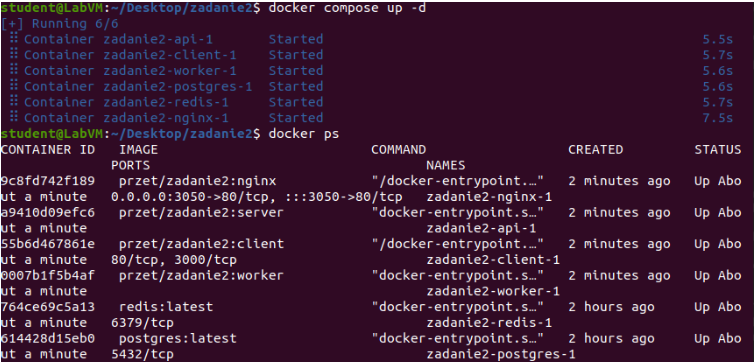 student@LabVM:~/Desktop/zadanie2$ docker compose up -d
[+] Running 6/6
⠿ Container zadanie2-api-1       Started       5.5s
⠿ Container zadanie2-client-1    Started       5.7s
⠿ Container zadanie2-worker-1    Started       5.6s
⠿ Container zadanie2-postgres-1  Started       5.6s
⠿ Container zadanie2-redis-1     Started       5.7s
⠿ Container zadanie2-nginx-1     Started       7.5s
student@LabVM:~/Desktop/zadanie2$ docker ps
CONTAINER ID   IMAGE                   COMMAND                  CREATED         STATUS
PORTS                                   NAMES
9c8fd742f189   przet/zadanie2:nginx    "/docker-entrypoint.…"   2 minutes ago   Up Abo
ut a minute   0.0.0.0:3050->80/tcp, :::3050->80/tcp   zadanie2-nginx-1
a9410d09efc6   przet/zadanie2:server   "docker-entrypoint.s…"   2 minutes ago   Up Abo
ut a minute   zadanie2-api-1
55b6d467861e   przet/zadanie2:client   "/docker-entrypoint.…"   2 minutes ago   Up Abo
ut a minute   80/tcp, 3000/tcp   zadanie2-client-1
0007b1f5b4af   przet/zadanie2:worker   "docker-entrypoint.s…"   2 minutes ago   Up Abo
ut a minute   zadanie2-worker-1
764ce69c5a13   redis:latest            "docker-entrypoint.s…"   2 hours ago     Up Abo
ut a minute   6379/tcp   zadanie2-redis-1
614428d15eb0   postgres:latest         "docker-entrypoint.s…"   2 hours ago     Up Abo
ut a minute   5432/tcp   zadanie2-postgres-1